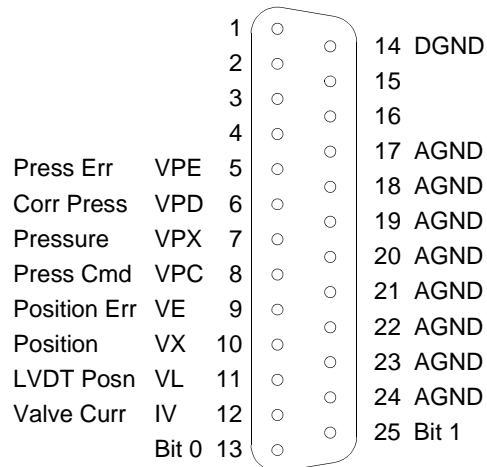 1
14 DGND
2
15
3
16
4
17 AGND
Press Err VPE 5
18 AGND
Corr Press VPD 6
19 AGND
Pressure VPX 7
20 AGND
Press Cmd VPC 8
21 AGND
Position Err VE 9
22 AGND
Position VX 10
23 AGND
LVDT Posn VL 11
24 AGND
Valve Curr IV 12
25 Bit 1
Bit 0 13